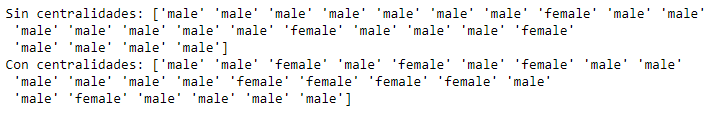 Sin centralidades: ['male' 'male' 'male' 'male' 'male' 'male' 'male' 'female' 'male' 'male'
'male' 'male' 'male' 'male' 'male' 'female' 'male' 'male' 'male' 'female'
'male' 'male' 'male' 'male']
Con centralidades: ['male' 'male' 'female' 'male' 'female' 'male' 'female' 'male' 'male'
'male' 'male' 'male' 'male' 'female' 'female' 'female' 'female' 'male'
'male' 'female' 'male' 'male' 'male' 'male']